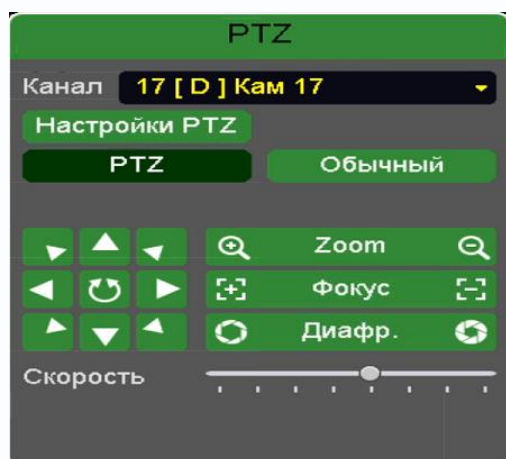 PTZ
Канал 17 [ D ] Кам 17
Настройки PTZ
PTZ Обычный
Zoom
Фокус
Диафр.
Скорость